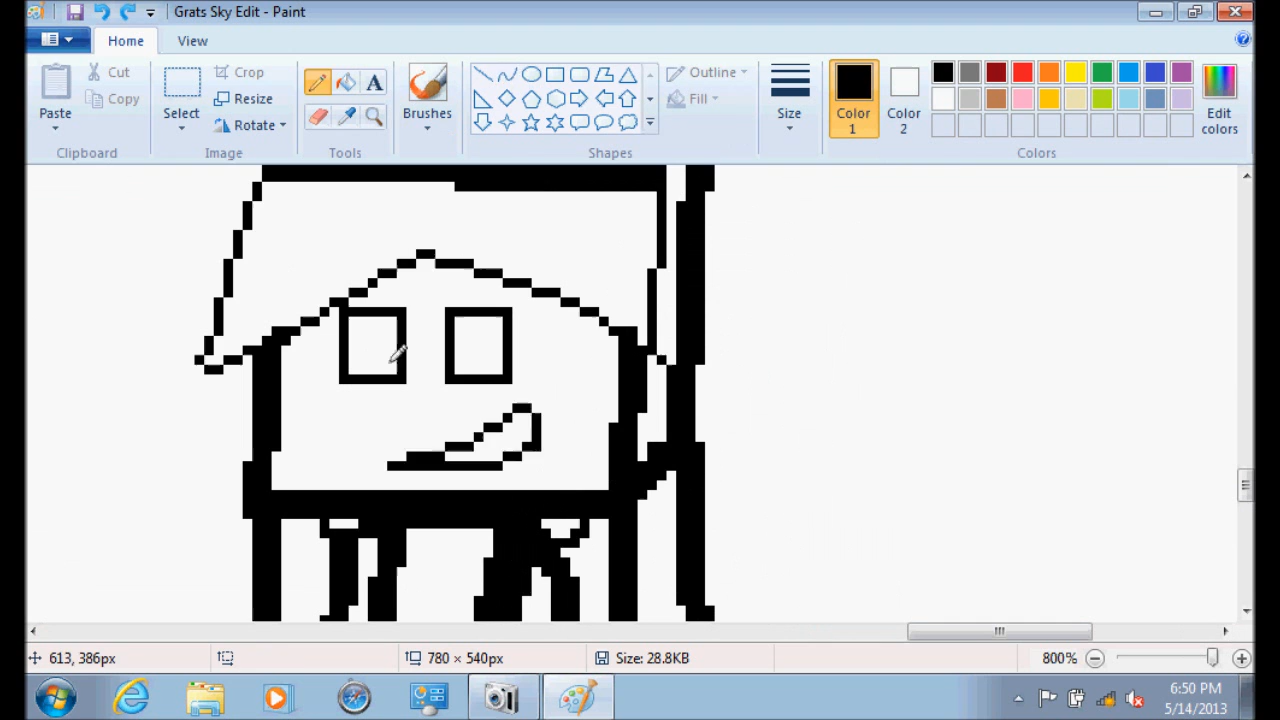 Grats Sky Edit - Paint
Home View
Paste Cut Copy
Clipboard
Select Crop Resize Rotate
Image
A
Tools
Brushes
Outline Fill
Shapes
Size
Color 1
Color 2
Edit colors
Colors
613, 386px 780 × 540px Size: 28.8KB 800%
6:50 PM
5/14/2013